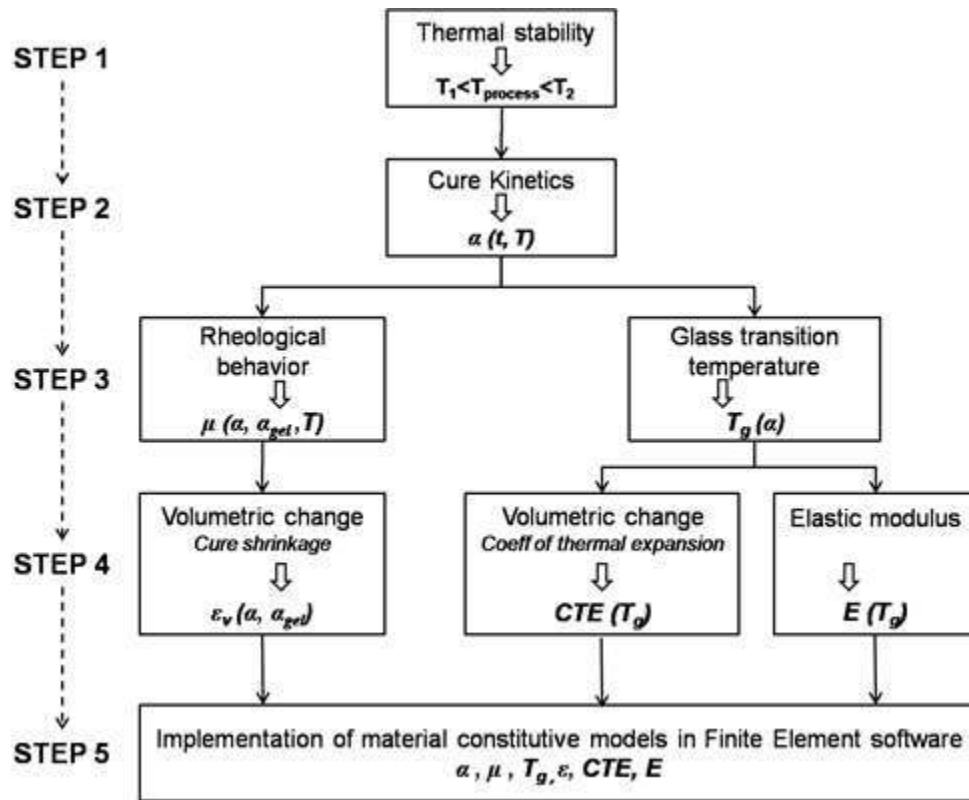 STEP 1
Thermal stability
T₁<Tprocess<T₂
STEP 2
Cure Kinetics
α (t, T)
STEP 3
Rheological
behavior
μ (α, αgel, T)
Glass transition
temperature
Tg (α)
STEP 4
Volumetric change
Cure shrinkage
εv (α, αgel)
Volumetric change
Coeff of thermal expansion
CTE (Tg)
Elastic modulus
E (Tg)
STEP 5
Implementation of material constitutive models in Finite Element software
α , μ , Tg, ε, CTE, E